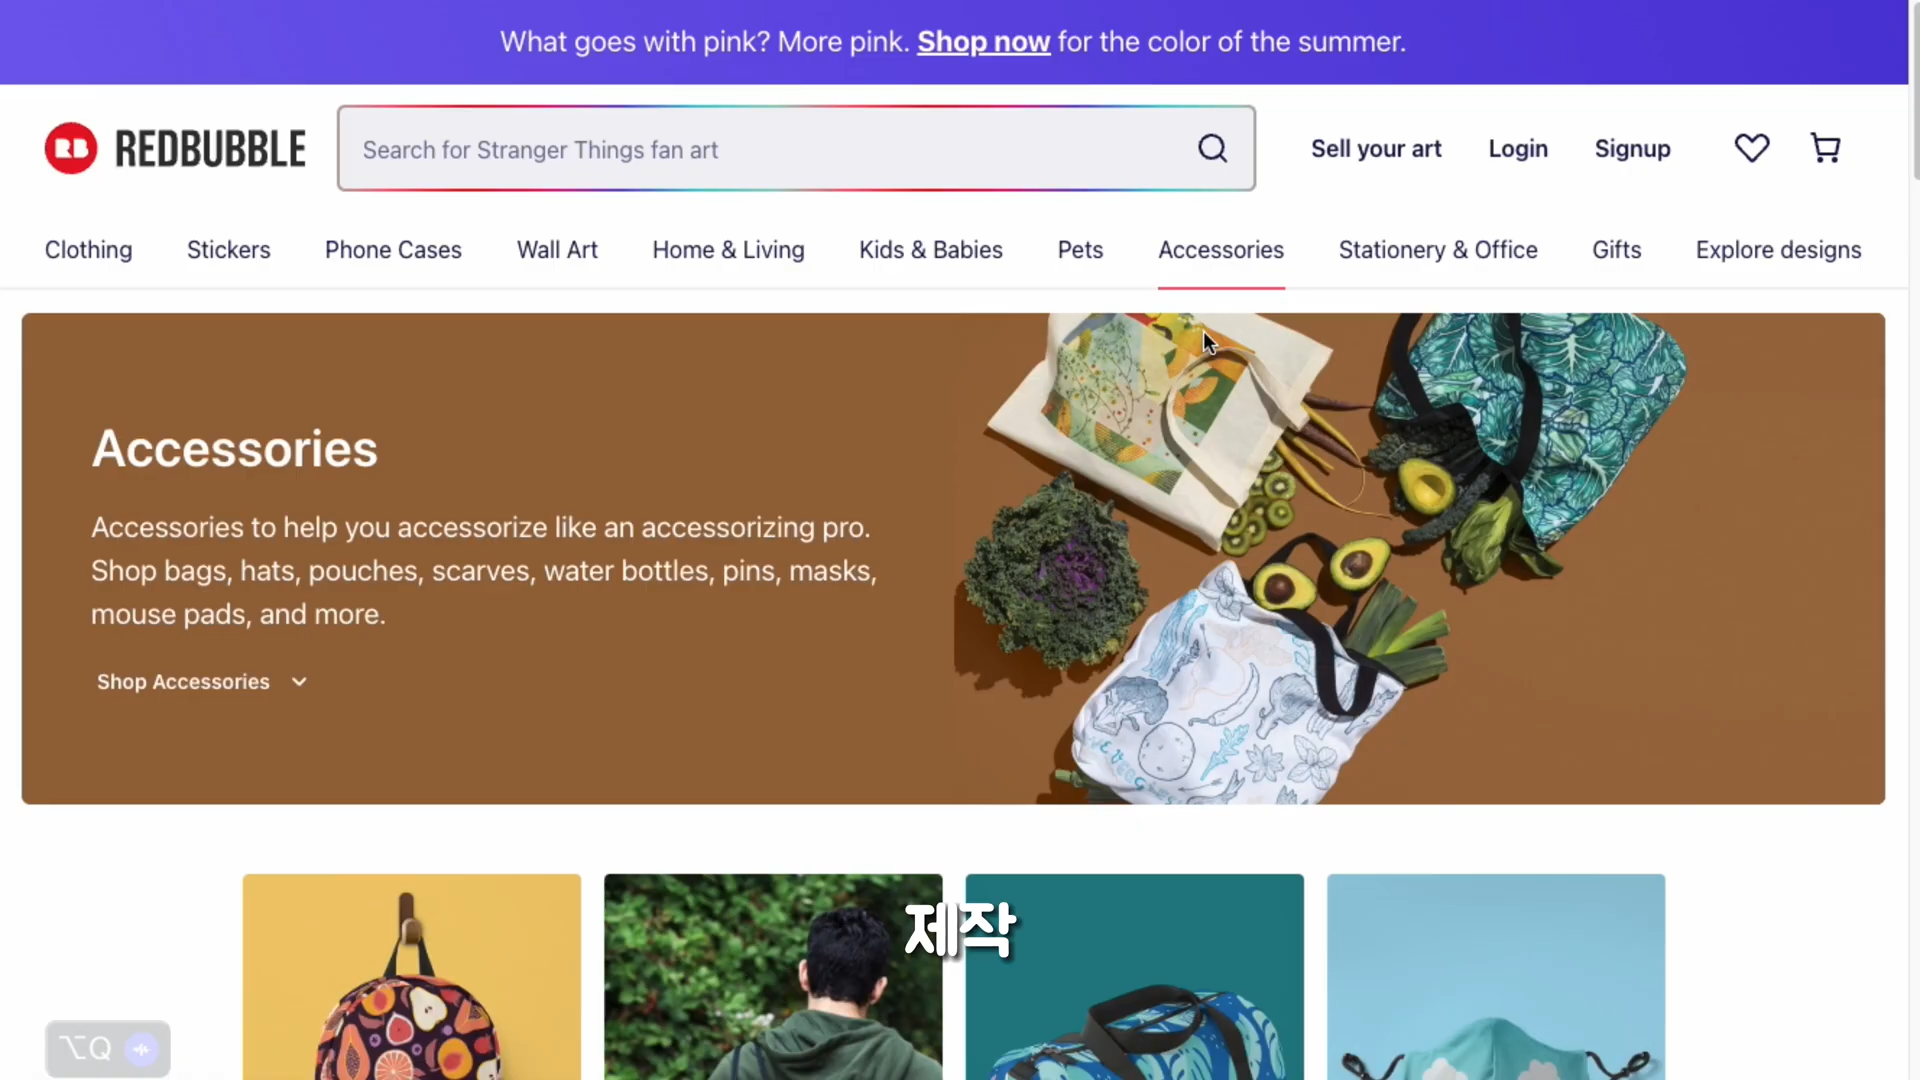 What goes with pink? More pink. Shop now for the color of the summer.
RB REDBUBBLE
Search for Stranger Things fan art
Sell your art Login Signup
Clothing Stickers Phone Cases Wall Art Home & Living Kids & Babies Pets Accessories Stationery & Office Gifts Explore designs
Accessories
Accessories to help you accessorize like an accessorizing pro.
Shop bags, hats, pouches, scarves, water bottles, pins, masks,
mouse pads, and more.
Shop Accessories
제작
⌥Q